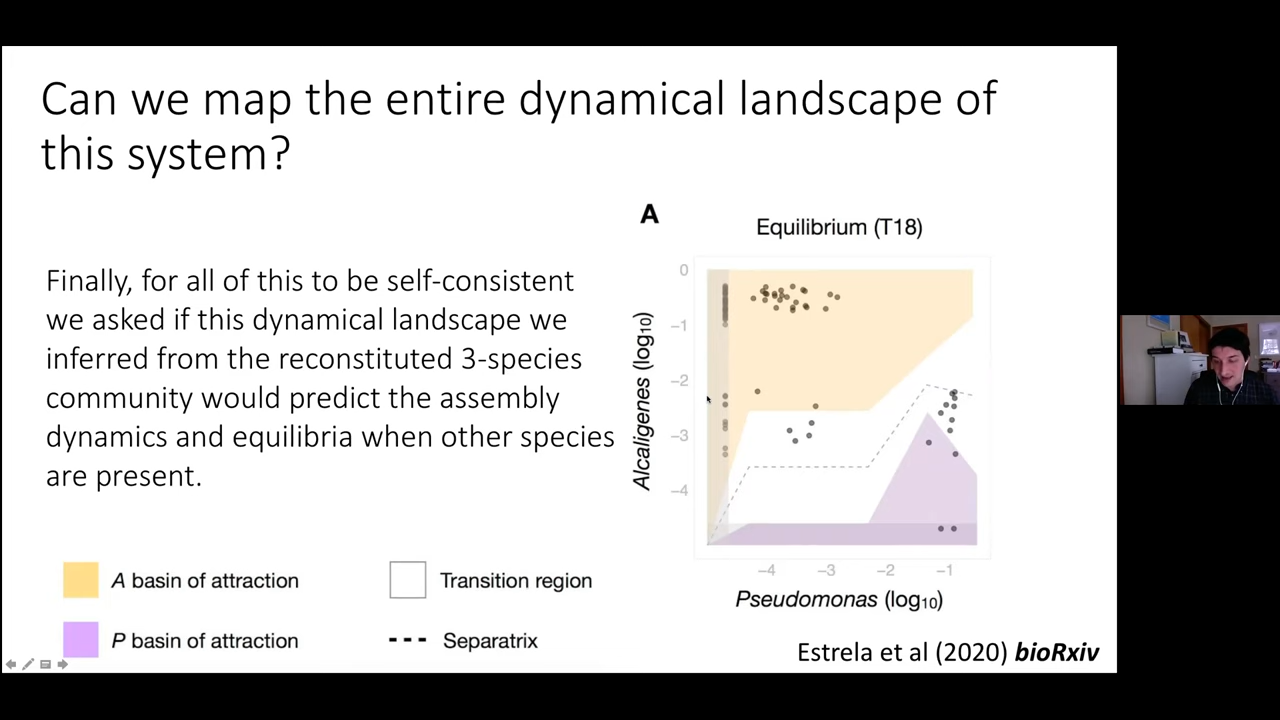 Can we map the entire dynamical landscape of
this system?
Finally, for all of this to be self-consistent
we asked if this dynamical landscape we
inferred from the reconstituted 3-species
community would predict the assembly
dynamics and equilibria when other species
are present.
A
Equilibrium (T18)
Alcaligenes (log10)
0
−1
−2
−3
−4
−4 −3 −2 −1
Pseudomonas (log10)
A basin of attraction
Transition region
P basin of attraction
Separatrix
Estrela et al (2020) bioRxiv